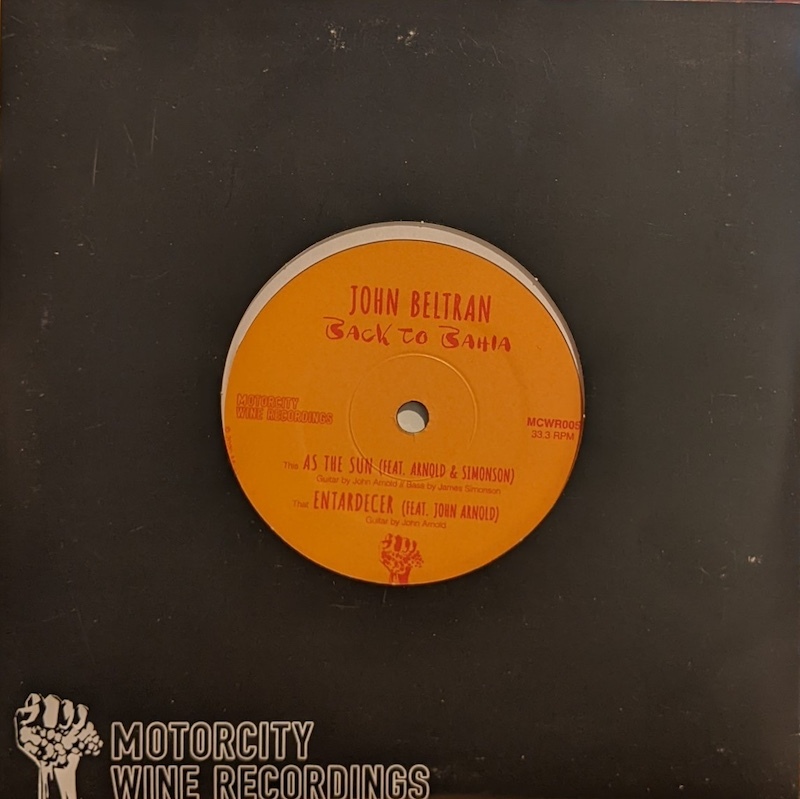 JOHN BELTRAN
BACK TO BAHIA
MOTORCITY
WINE RECORDINGS
MCWR005
33.3 RPM
This AS THE SUN (FEAT. ARNOLD & SIMONSON)
Guitar by John Arnold // Bass by James Simonson
That ENTARDECER (FEAT. JOHN ARNOLD)
Guitar by John Arnold
MOTORCITY
WINE RECORDINGS